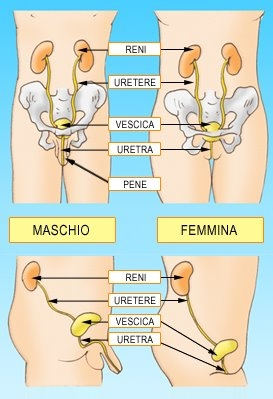 RENI
URETERE
VESCICA
URETRA
PENE
MASCHIO
FEMMINA
RENI
URETERE
VESCICA
URETRA